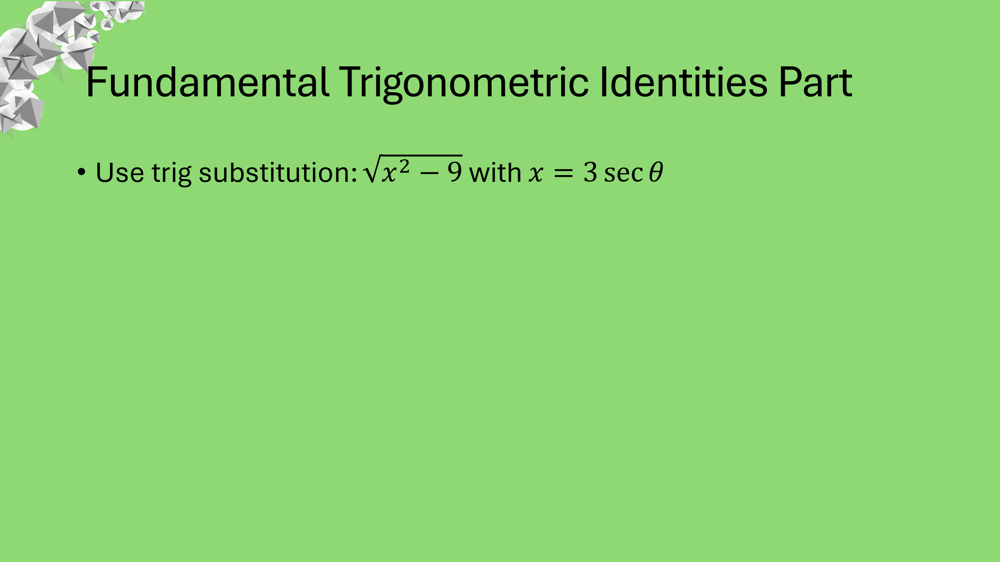 Fundamental Trigonometric Identities Part
• Use trig substitution: √(x² − 9) with x = 3 sec θ